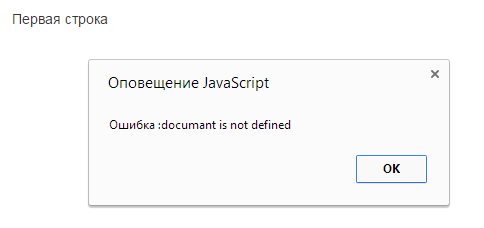 Первая строка
Оповещение JavaScript
Ошибка :documant is not defined
OK